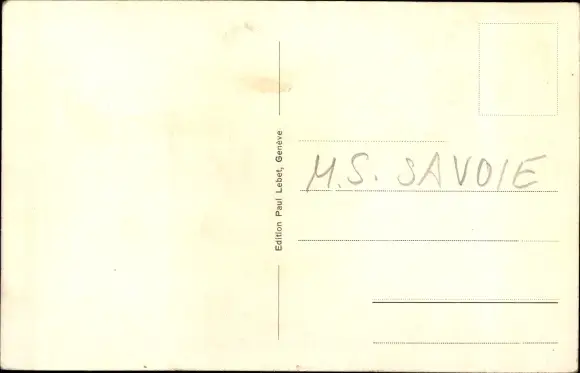 Edition Paul Lebet, Genève
M.S. SAVOIE